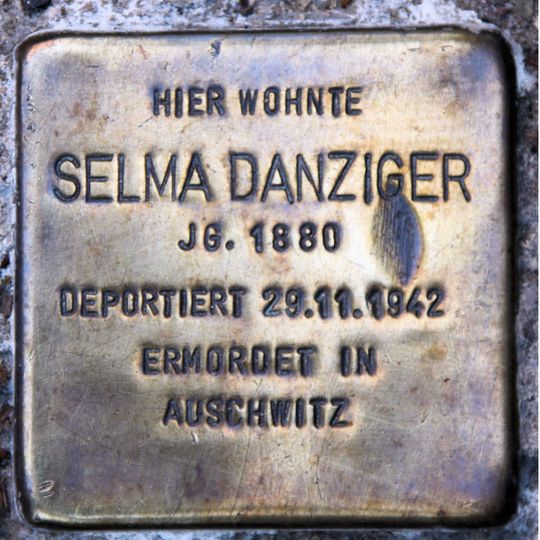 HIER WOHNTE
SELMA DANZIGER
JG. 1880
DEPORTIERT 29.11.1942
ERMORDET IN
AUSCHWITZ